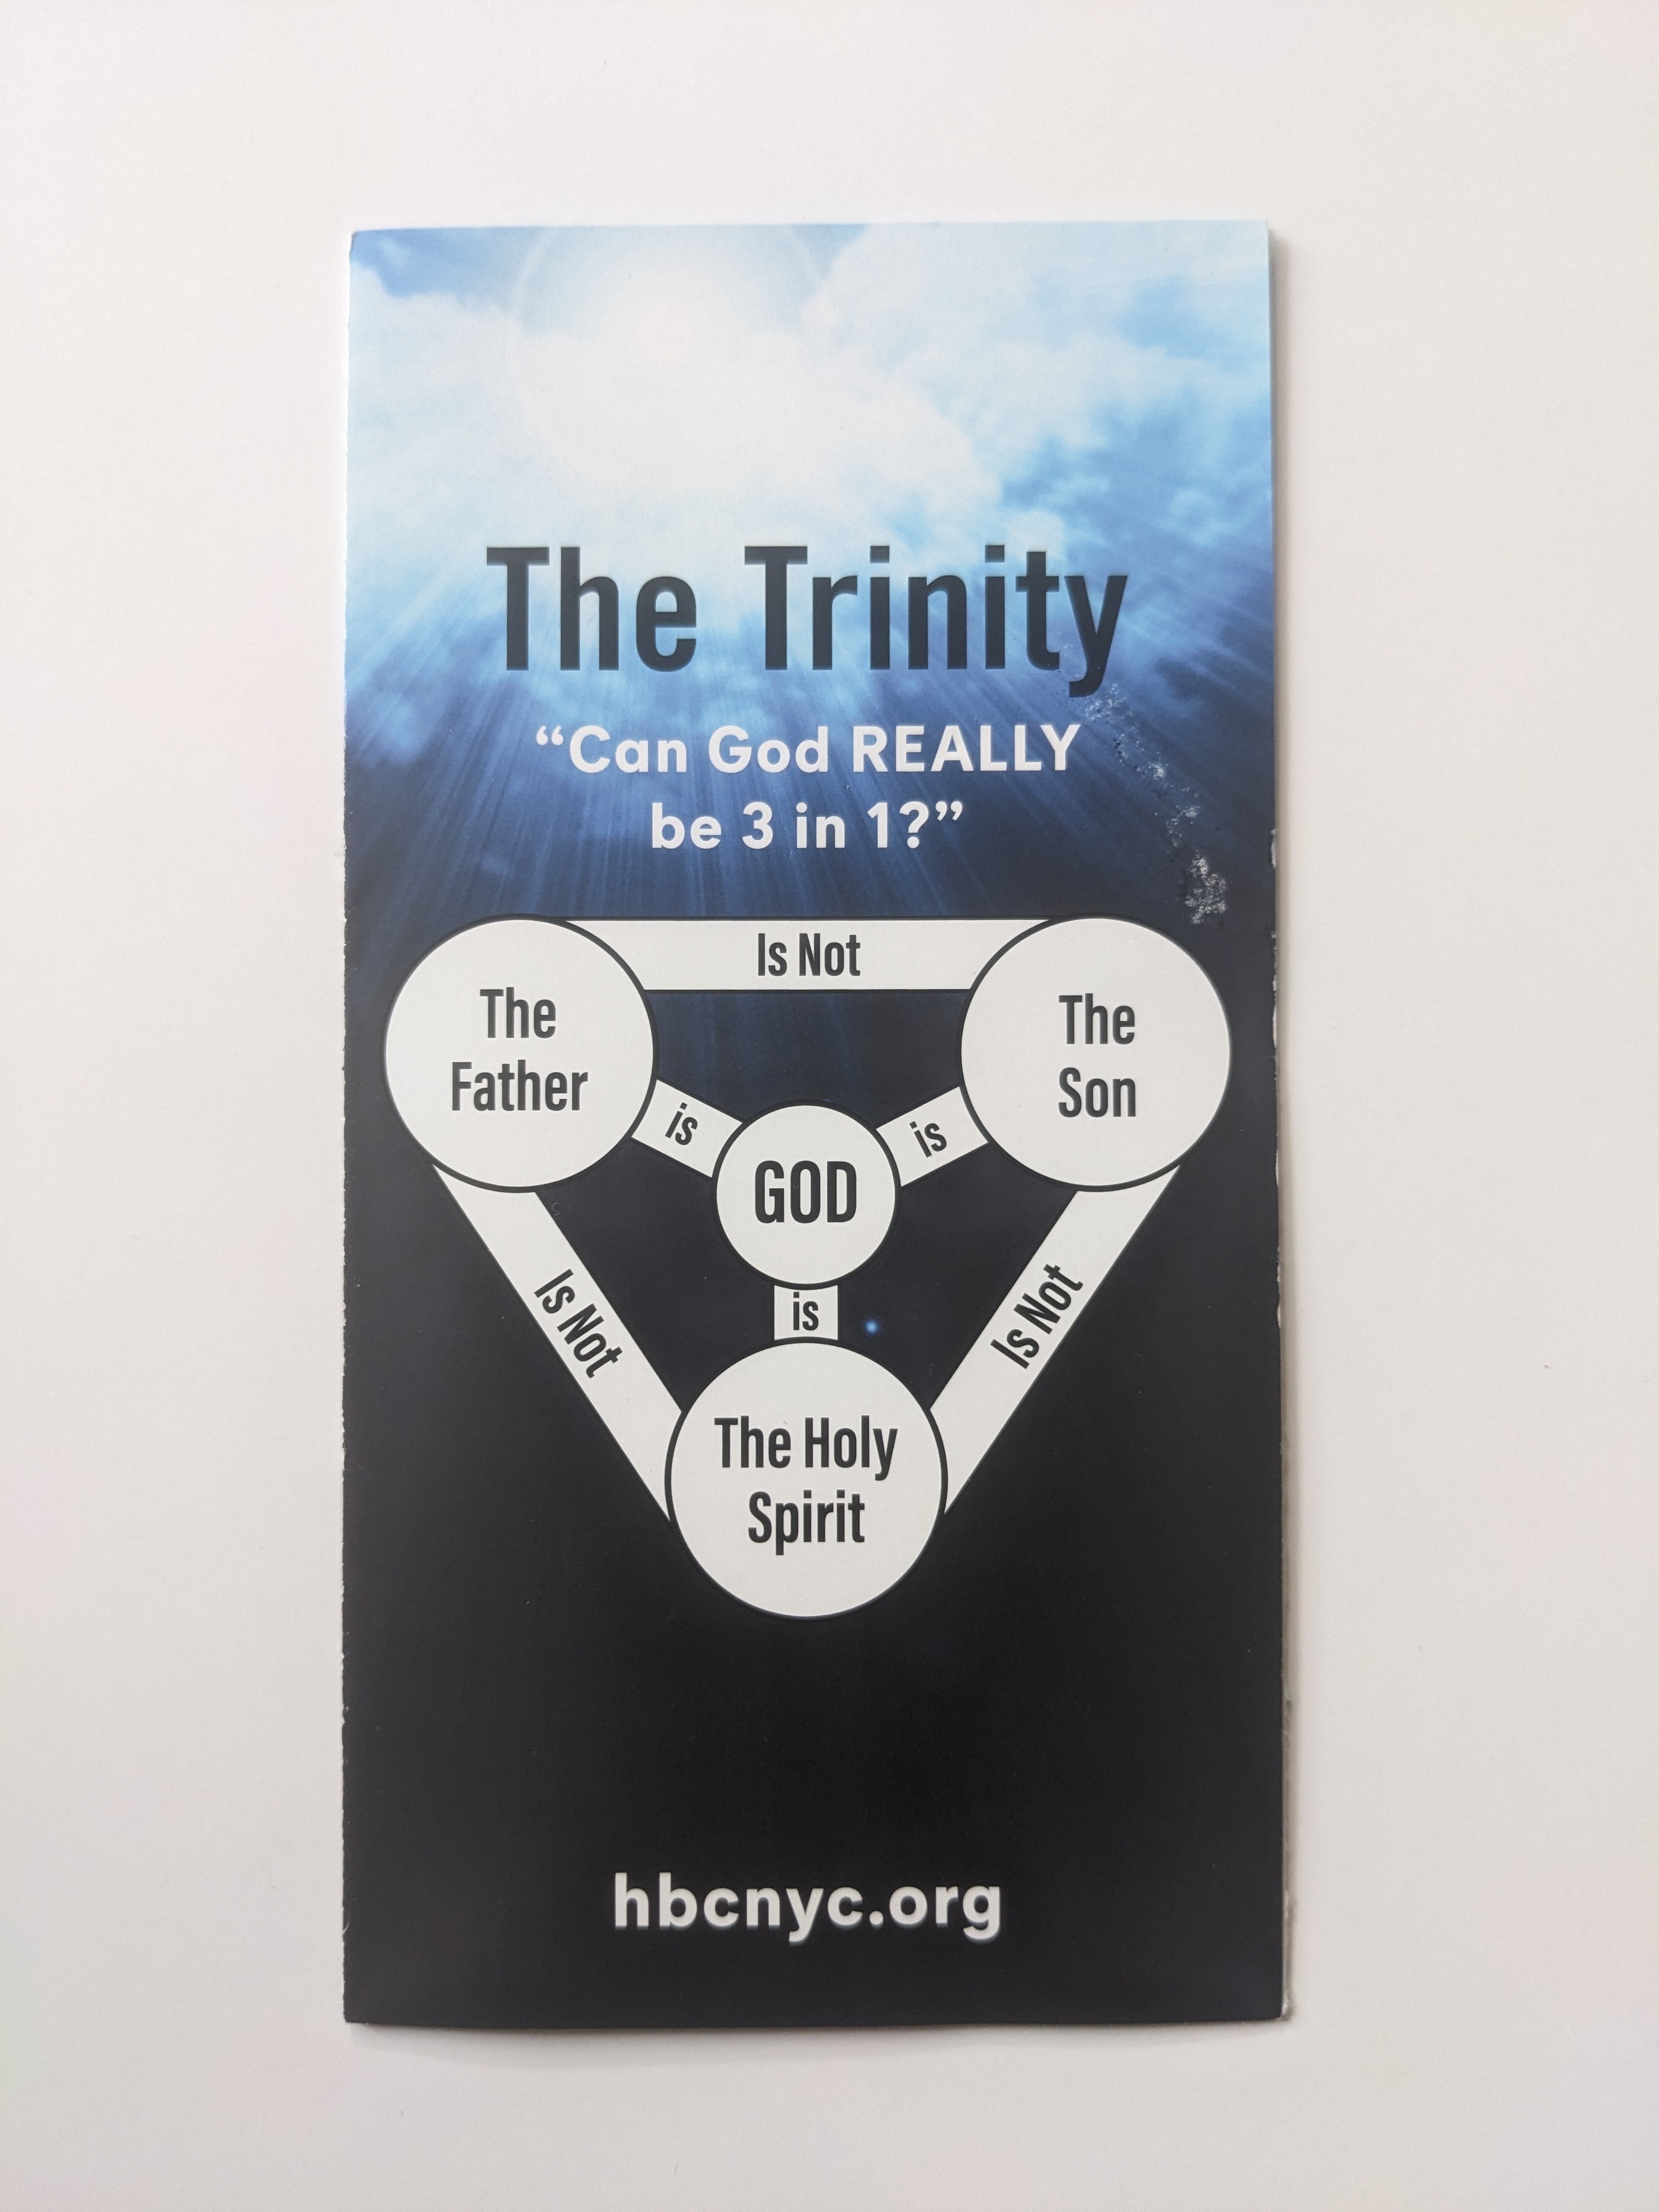 The Trinity
“Can God REALLY
be 3 in 1?”
Is Not
The
Father
The
Son
is
is
GOD
is
Is Not
Is Not
The Holy
Spirit
hbcnyc.org